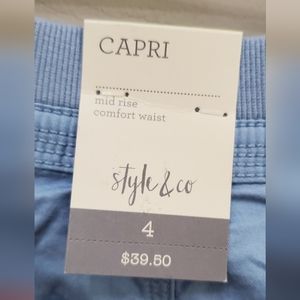 CAPRI
mid rise
comfort waist
style & co
4
$39.50